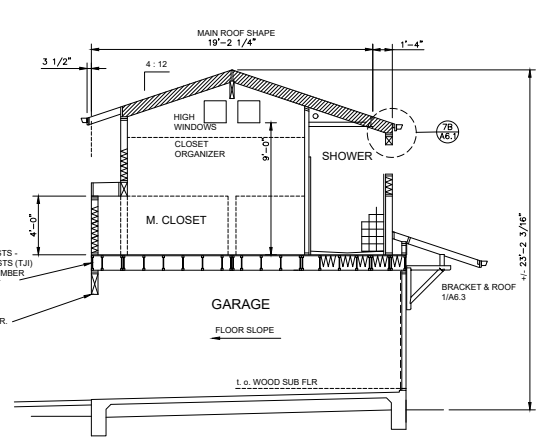 MAIN ROOF SHAPE
19'-2 1/4"
1'-4"
3 1/2"
4 : 12
HIGH
WINDOWS
CLOSET
ORGANIZER
9'-0"
SHOWER
7B
A6.1
4'-0"
M. CLOSET
STS -
STS (TJI)
MBER
R.
GARAGE
FLOOR SLOPE
BRACKET & ROOF
1/A6.3
+/- 23'-2 3/16"
t. o. WOOD SUB FLR